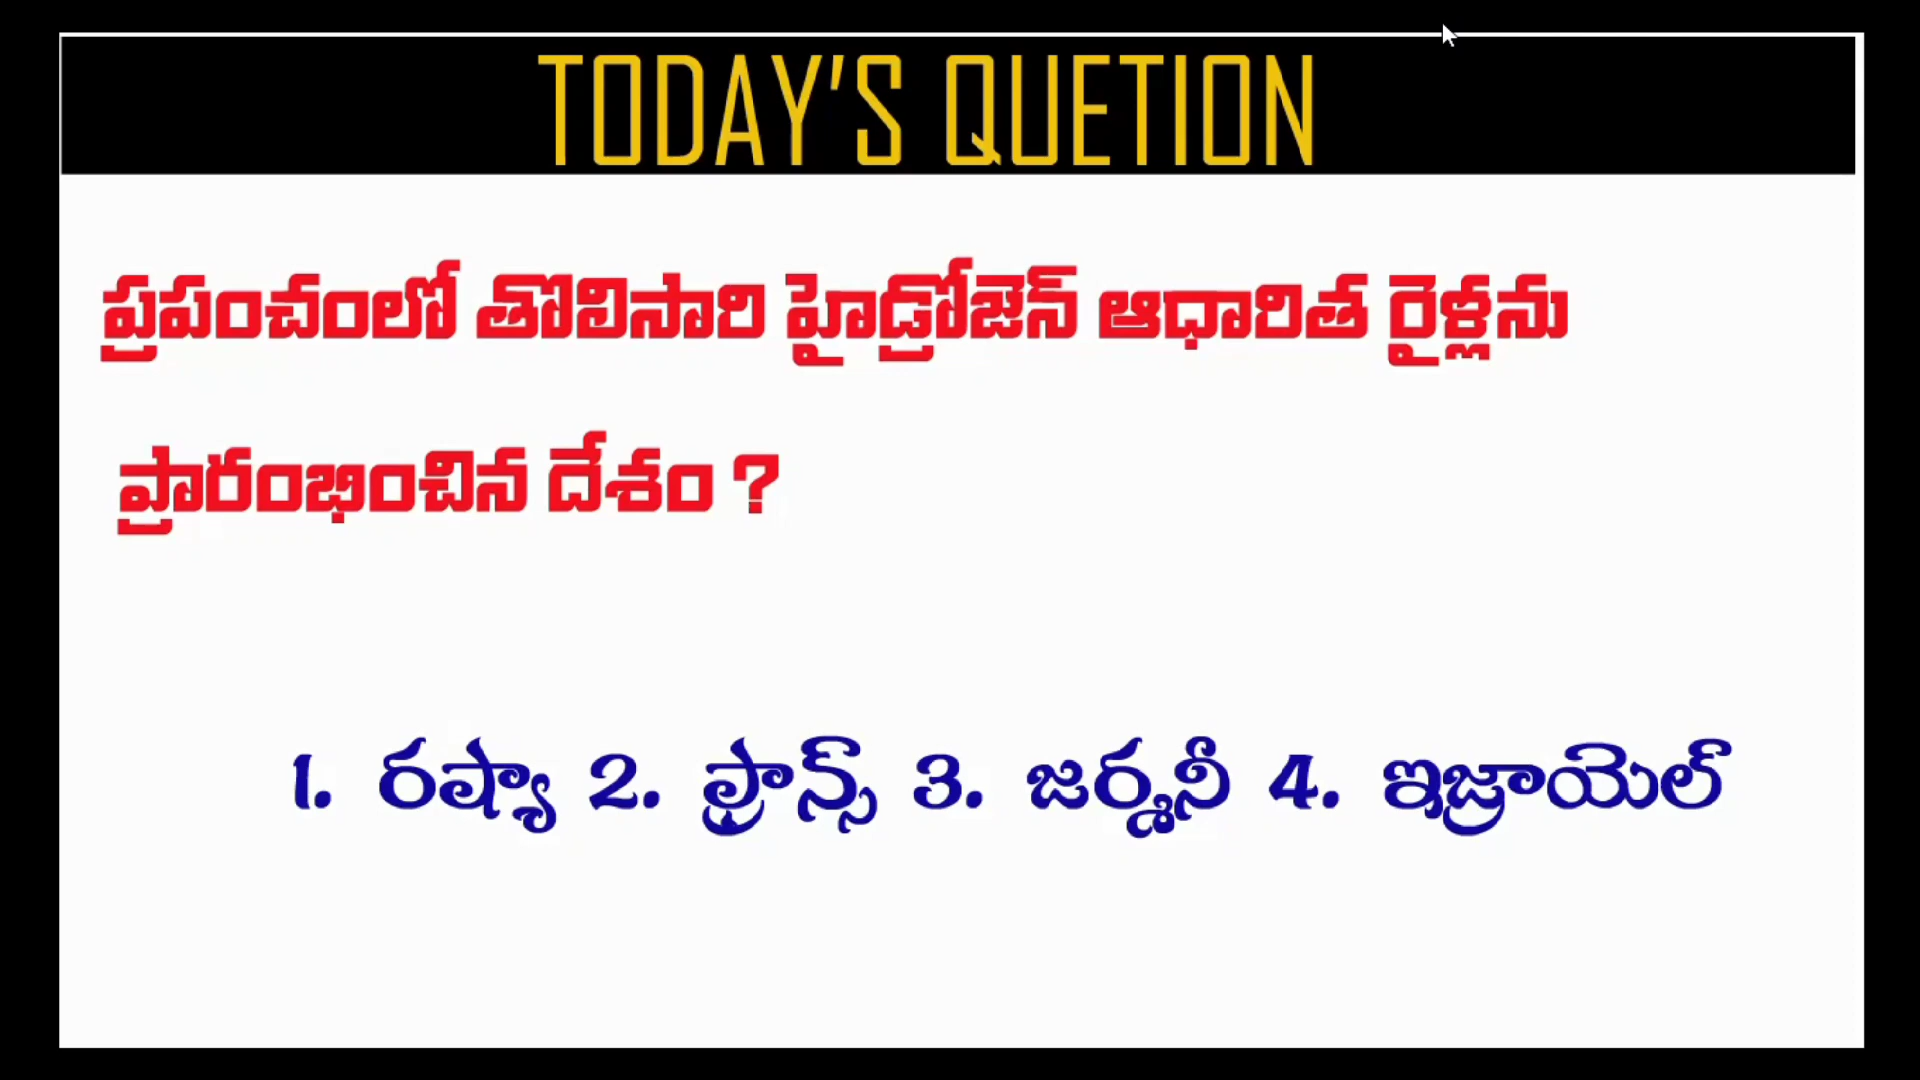 TODAY'S QUETION
ప్రపంచంలో తొలిసారి హైడ్రోజెన్ ఆధారిత రైళ్లను
ప్రారంభించిన దేశం ?
1. రష్యా 2. ఫ్రాన్స్ 3. జర్మనీ 4. ఇజ్రాయెల్